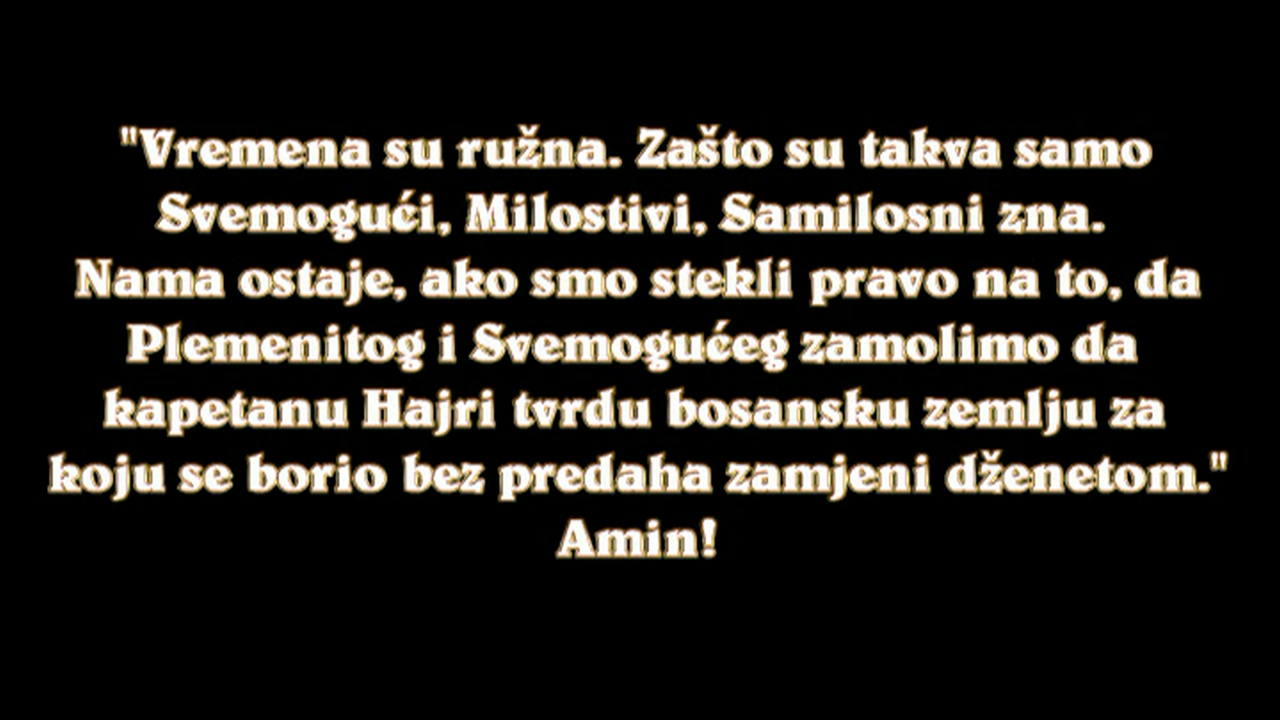 "Vremena su ružna. Zašto su takva samo
Svemogući, Milostivi, Samilosni zna.
Nama ostaje, ako smo stekli pravo na to, da
Plemenitog i Svemogućeg zamolimo da
kapetanu Hajri tvrdu bosansku zemlju za
koju se borio bez predaha zamjeni dženetom."
Amin!